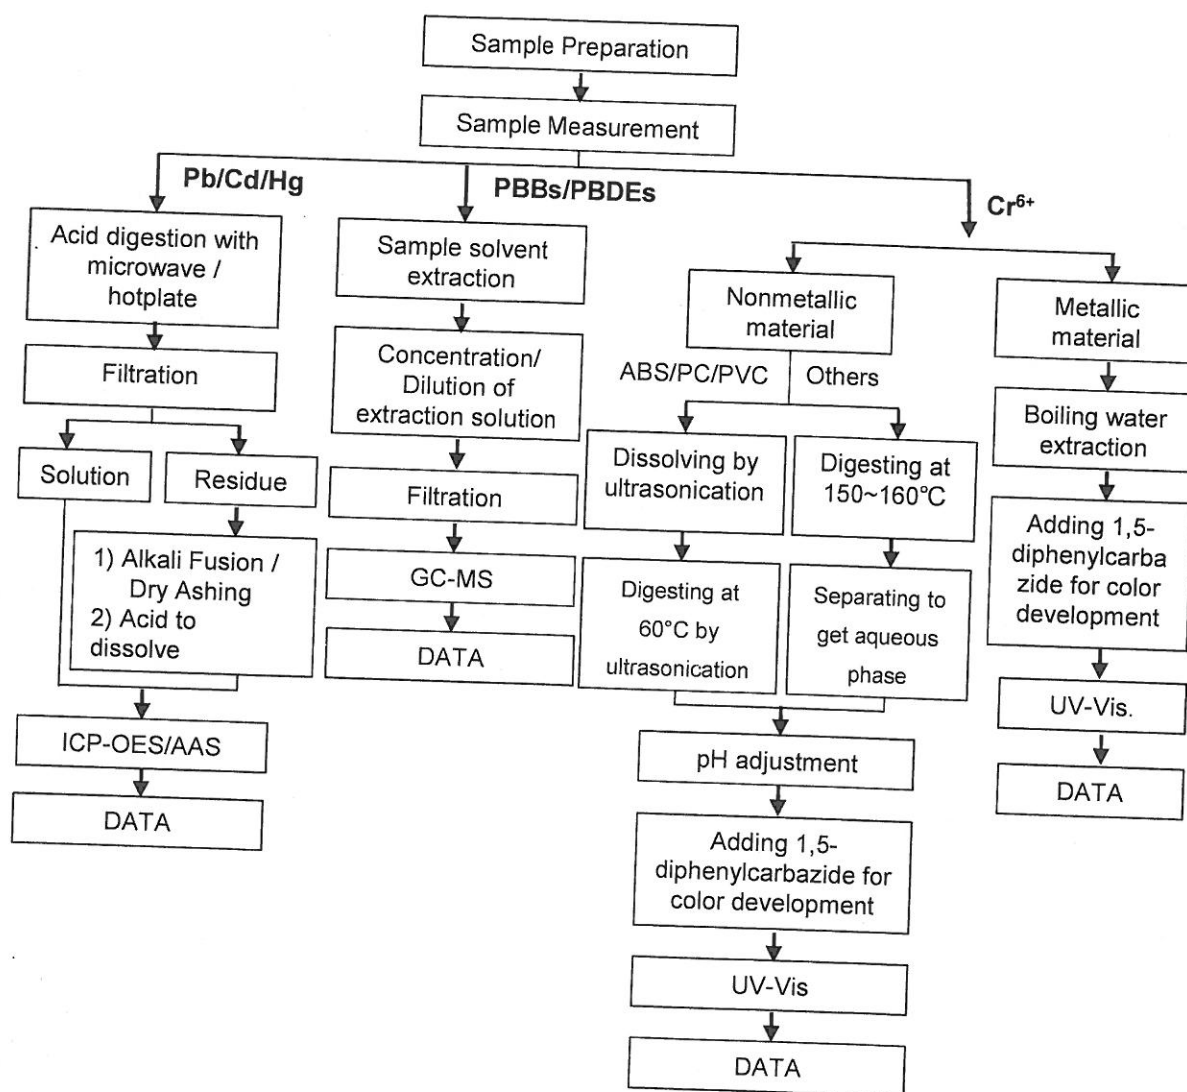 Sample Preparation
Sample Measurement
Pb/Cd/Hg
PBBs/PBDEs
Cr6+
Acid digestion with
microwave /
hotplate
Filtration
Solution
Residue
1) Alkali Fusion /
Dry Ashing
2) Acid to
dissolve
ICP-OES/AAS
DATA
Sample solvent
extraction
Concentration/
Dilution of
extraction solution
Filtration
GC-MS
DATA
Nonmetallic
material
ABS/PC/PVC
Others
Dissolving by
ultrasonication
Digesting at
60°C by
ultrasonication
Digesting at
150~160°C
Separating to
get aqueous
phase
pH adjustment
Adding 1,5-
diphenylcarbazide for
color development
UV-Vis
DATA
Metallic
material
Boiling water
extraction
Adding 1,5-
diphenylcarba
zide for color
development
UV-Vis.
DATA